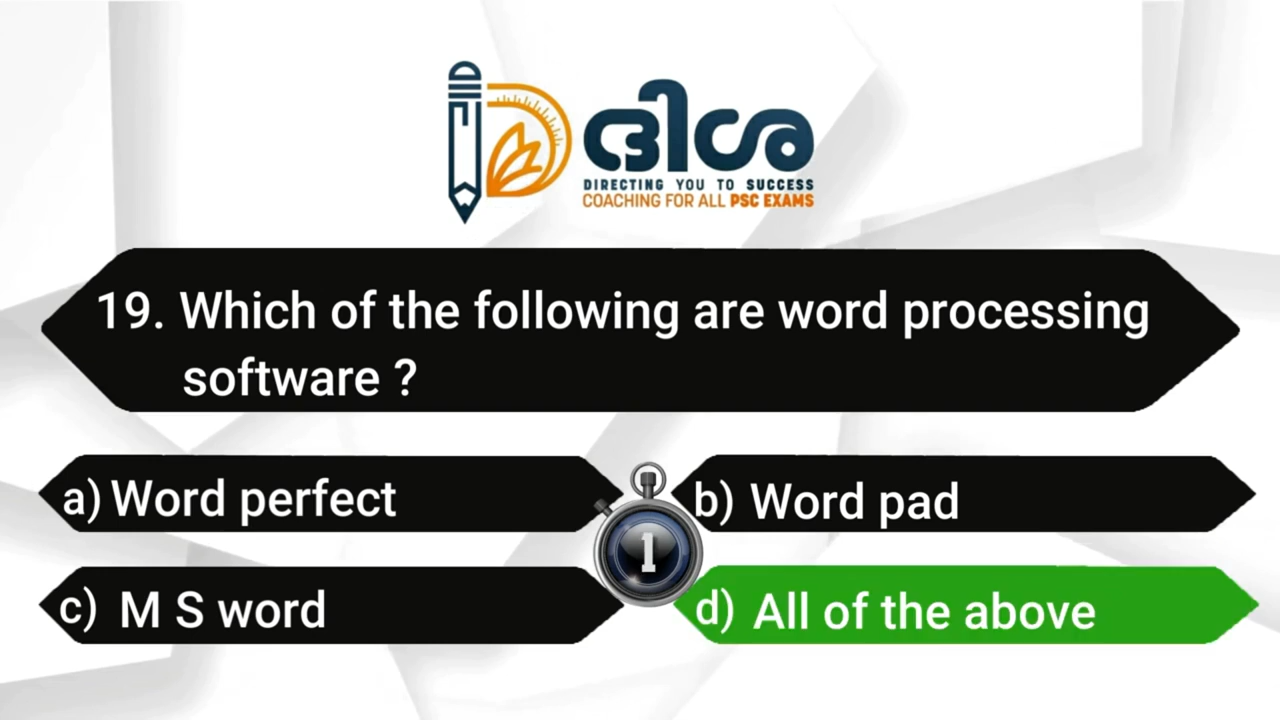 ദിശ
DIRECTING YOU TO SUCCESS
COACHING FOR ALL PSC EXAMS
19. Which of the following are word processing
software ?
a) Word perfect
b) Word pad
1
c) M S word
d) All of the above